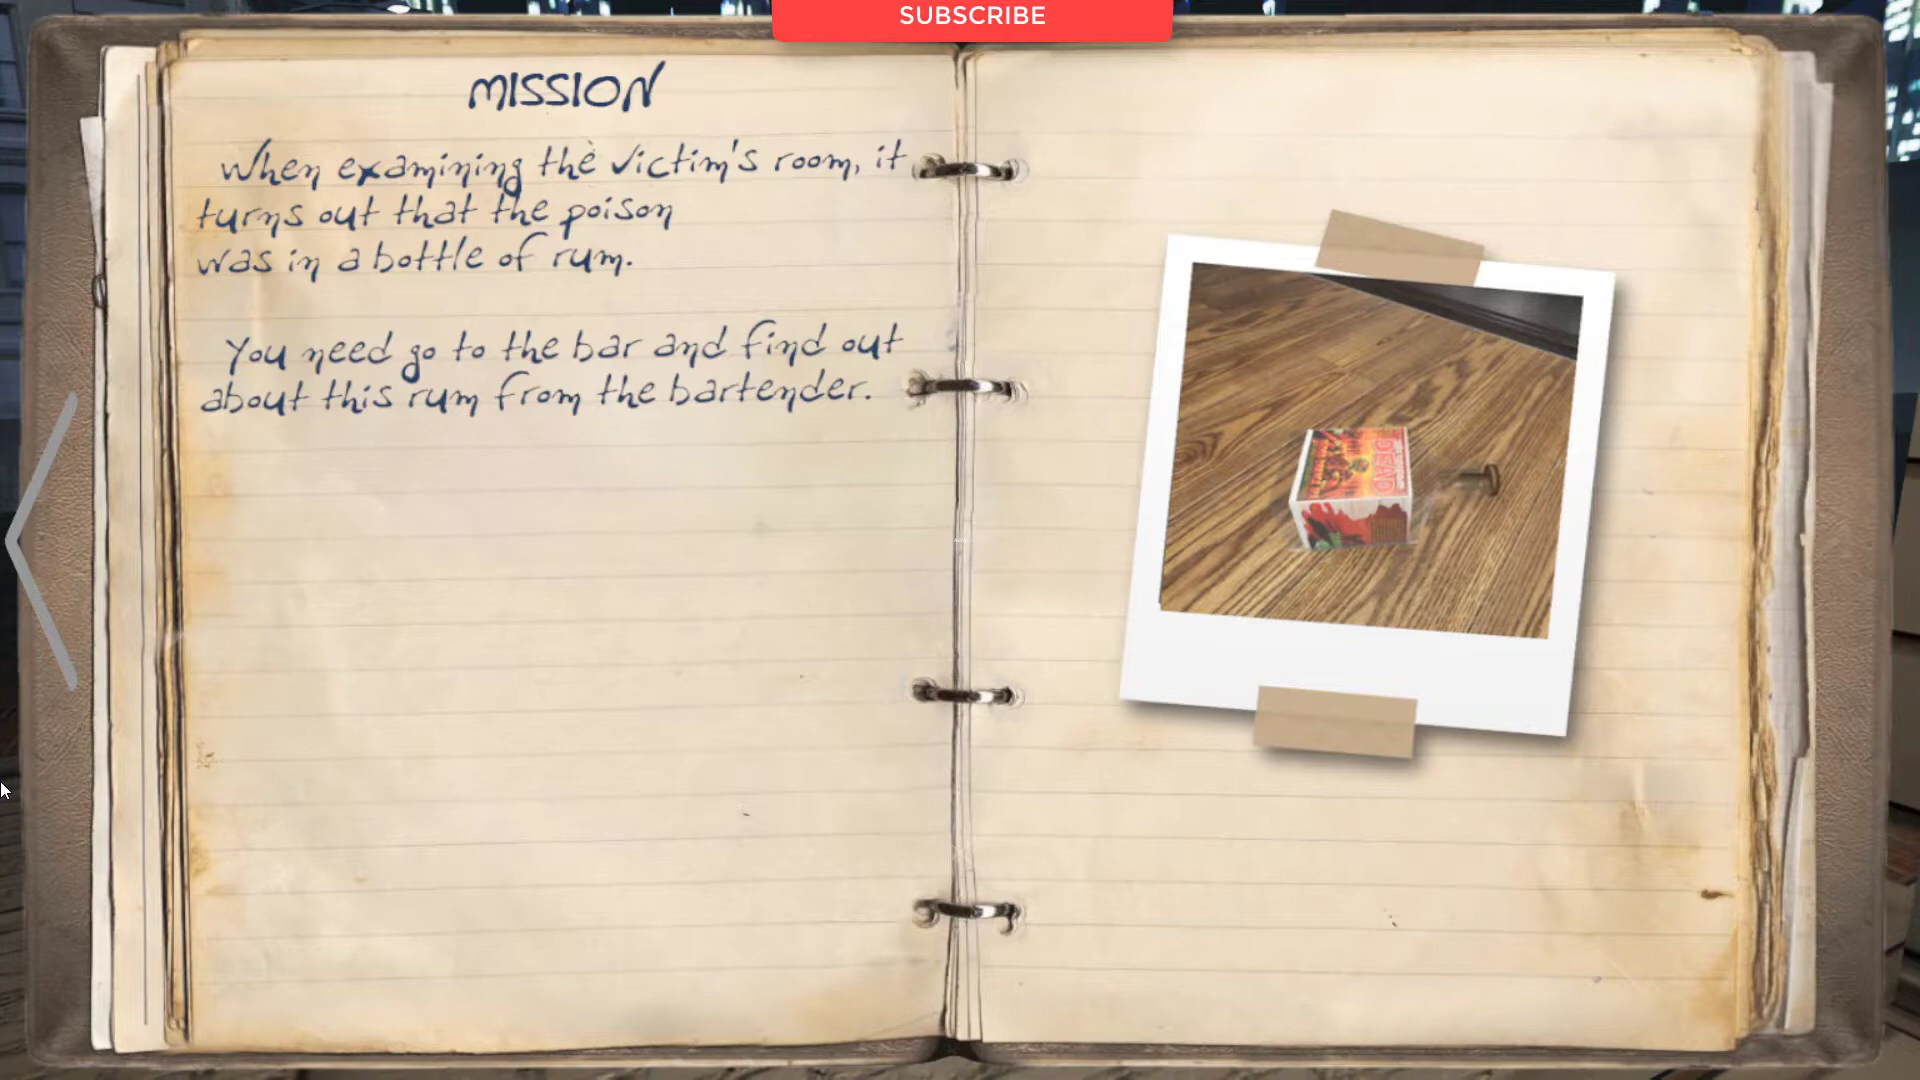 SUBSCRIBE
MISSION
When examining the victim's room, it
turns out that the poison
was in a bottle of rum.
You need go to the bar and find out
about this rum from the bartender.
DEAD